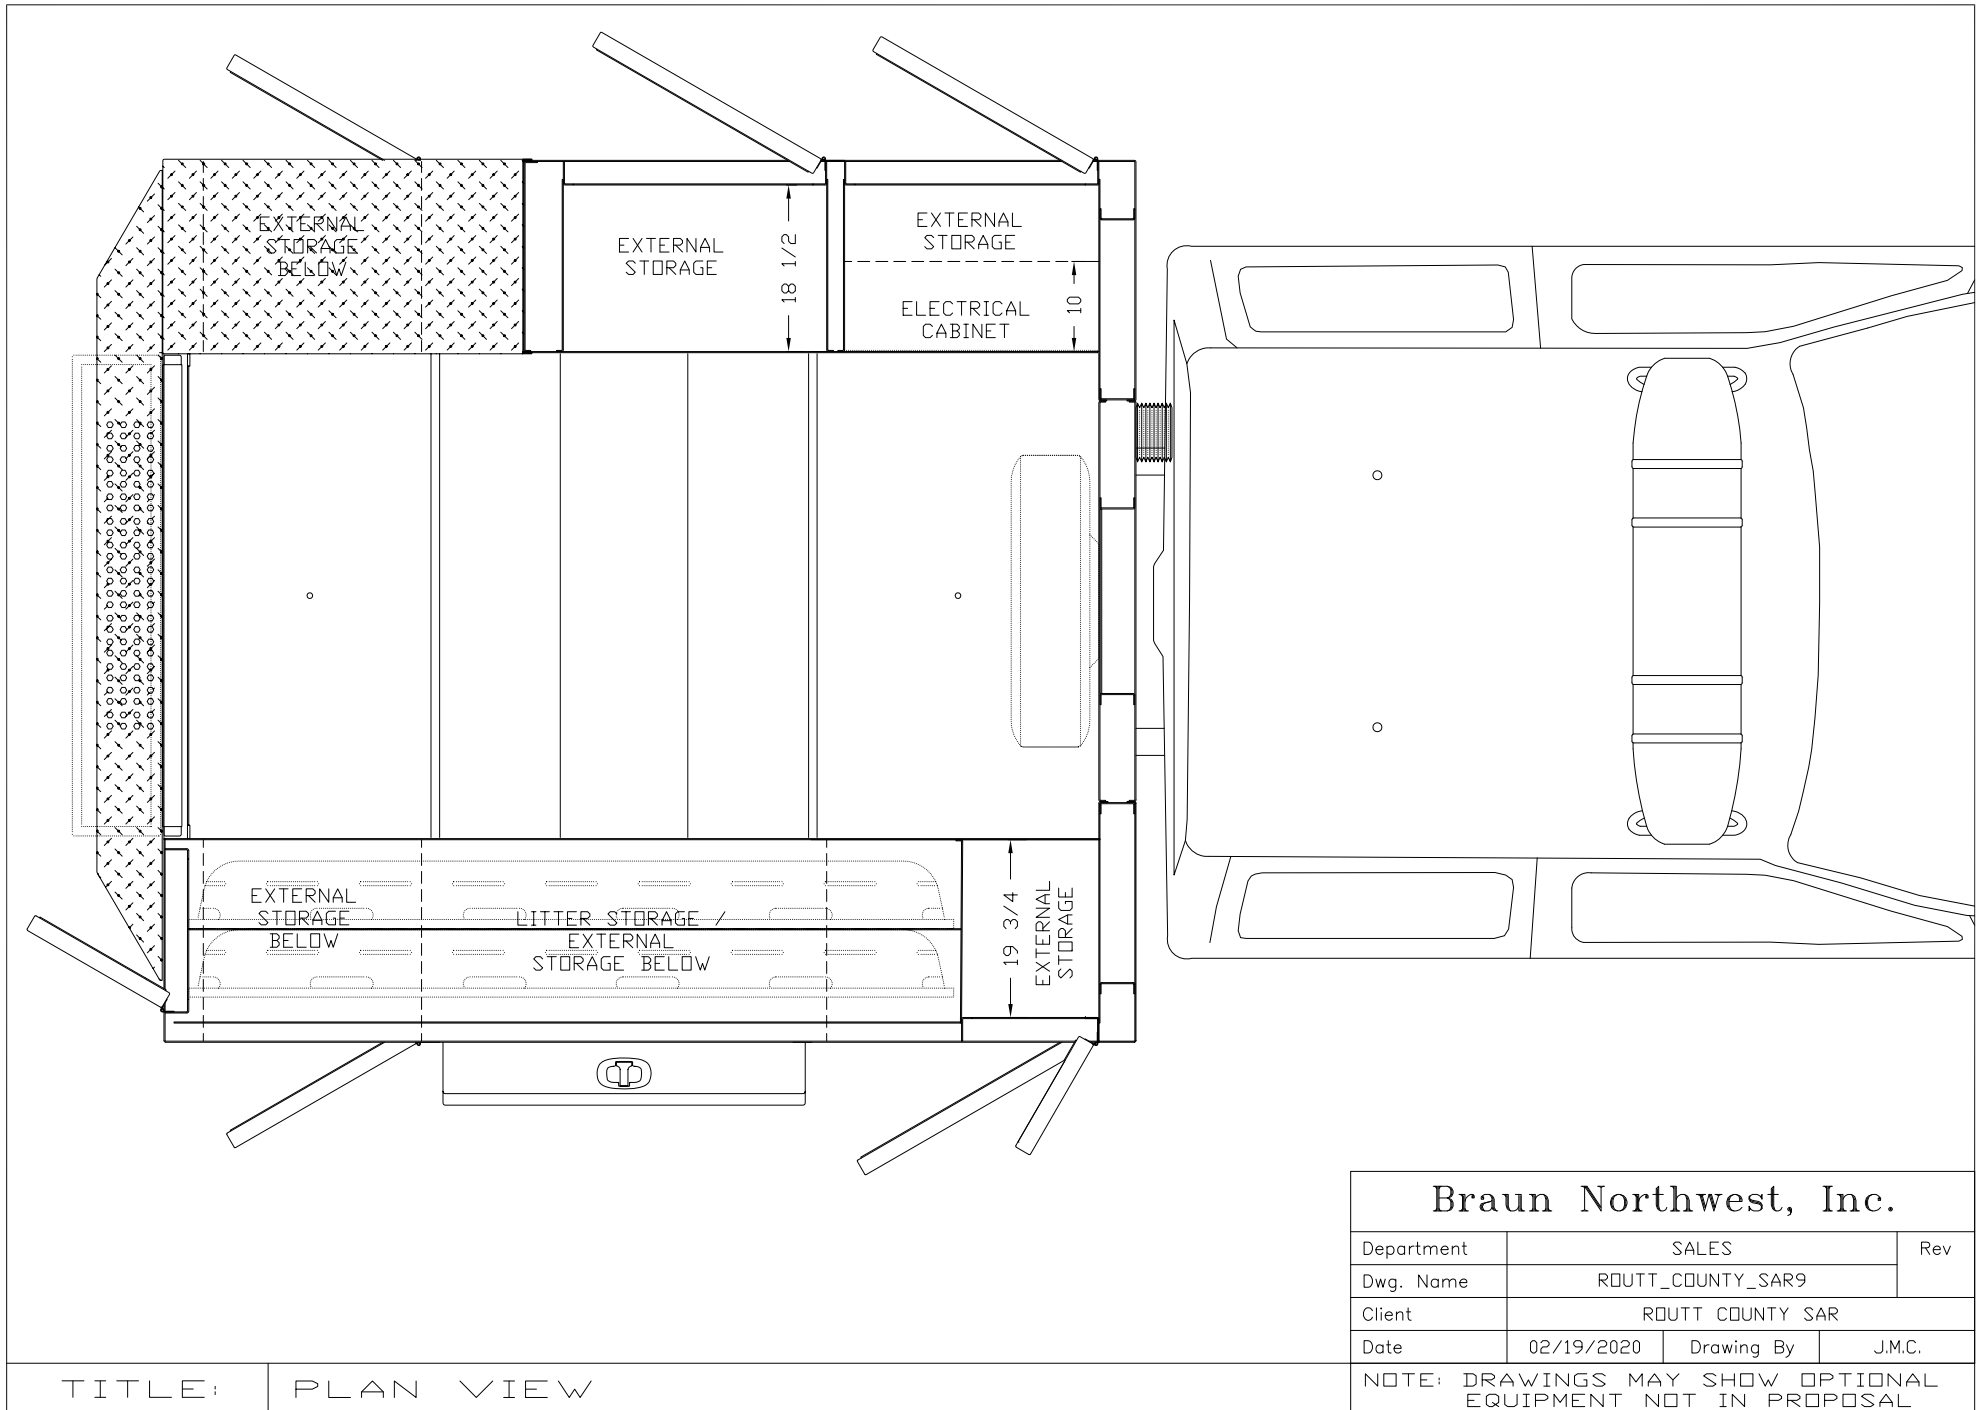 EXTERNAL
STORAGE
BELOW
EXTERNAL
STORAGE
18 1/2
EXTERNAL
STORAGE
10
ELECTRICAL
CABINET
EXTERNAL
STORAGE
BELOW
LITTER STORAGE /
EXTERNAL
STORAGE BELOW
19 3/4
EXTERNAL
STORAGE
Braun Northwest, Inc.
Department SALES Rev
Dwg. Name ROUTT_COUNTY_SAR9
Client ROUTT COUNTY SAR
Date 02/19/2020 Drawing By J.M.C.
TITLE: PLAN VIEW
NOTE: DRAWINGS MAY SHOW OPTIONAL
EQUIPMENT NOT IN PROPOSAL